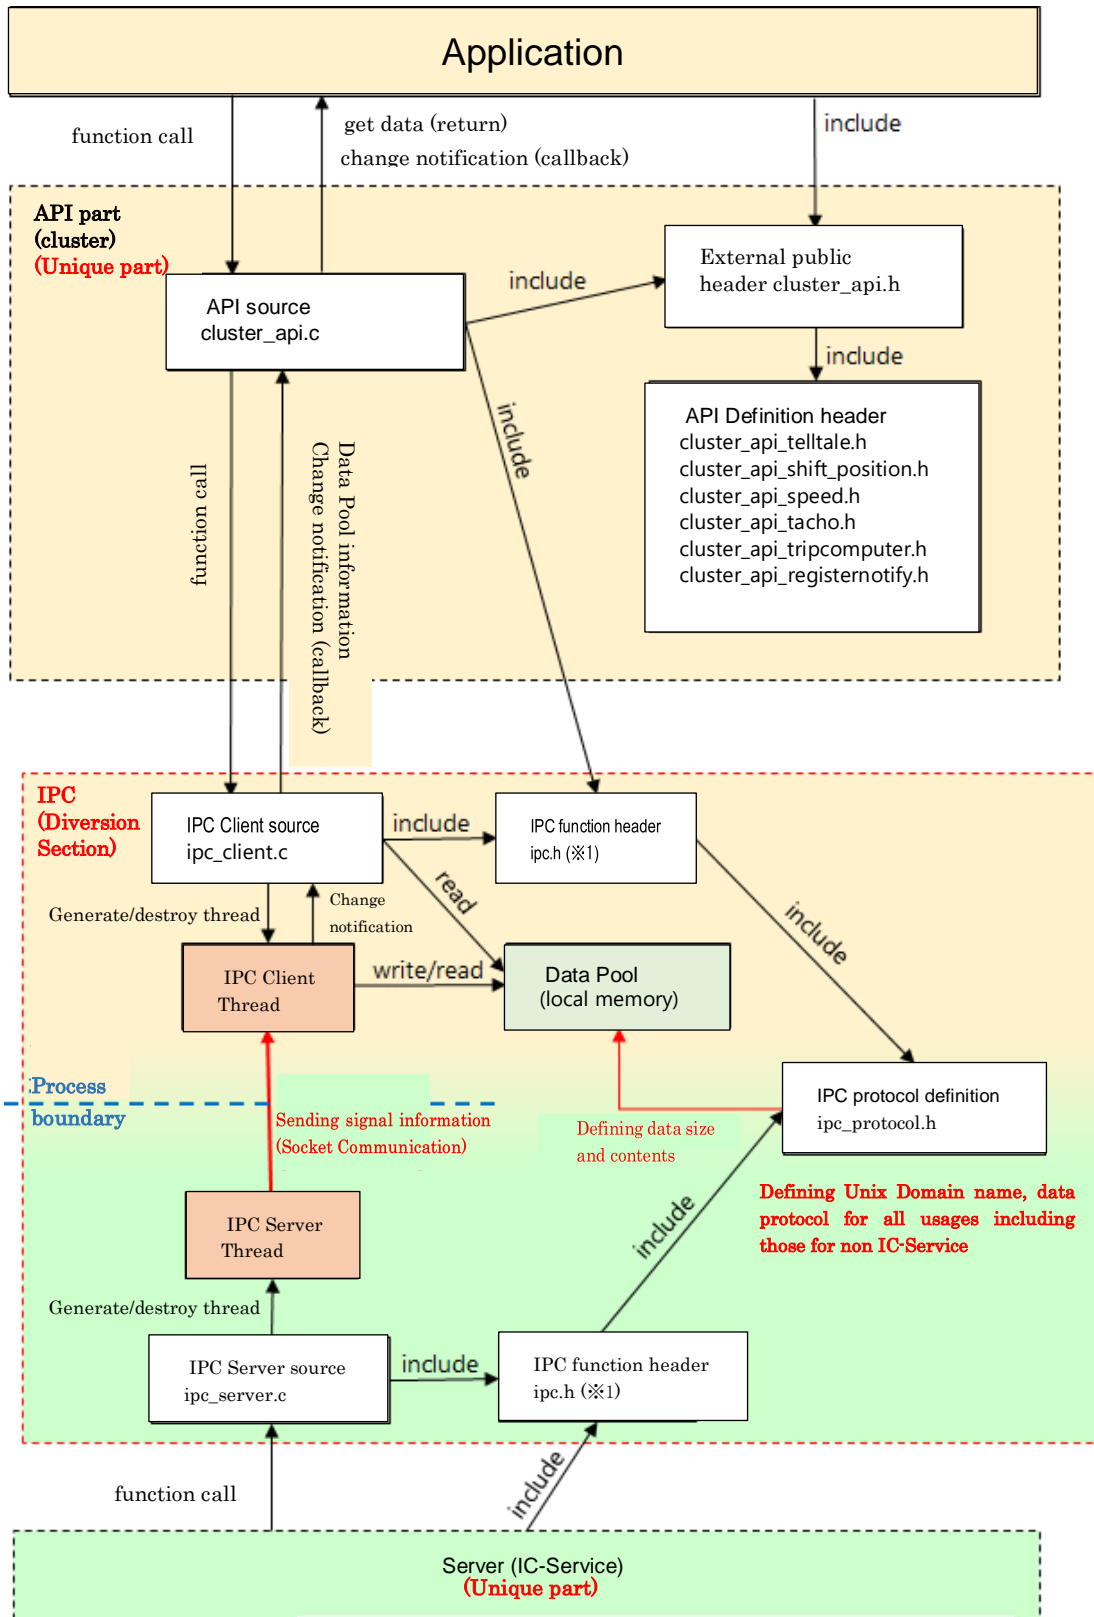 Application
function call
get data (return)
change notification (callback)
include
API part
(cluster)
(Unique part)
API source
cluster_api.c
include
External public
header cluster_api.h
include
API Definition header
cluster_api_telltale.h
cluster_api_shift_position.h
cluster_api_speed.h
cluster_api_tacho.h
cluster_api_tripcomputer.h
cluster_api_registernotify.h
include
function call
Data Pool information
Change notification (callback)
IPC
(Diversion
Section)
IPC Client source
ipc_client.c
include
IPC function header
ipc.h (※1)
Generate/destroy thread
Change
notification
read
include
IPC Client
Thread
write/read
Data Pool
(local memory)
Process
boundary
Sending signal information
(Socket Communication)
Defining data size
and contents
IPC protocol definition
ipc_protocol.h
Defining Unix Domain name, data
protocol for all usages including
those for non IC-Service
IPC Server
Thread
include
Generate/destroy thread
IPC Server source
ipc_server.c
include
IPC function header
ipc.h (※1)
function call
include
Server (IC-Service)
(Unique part)